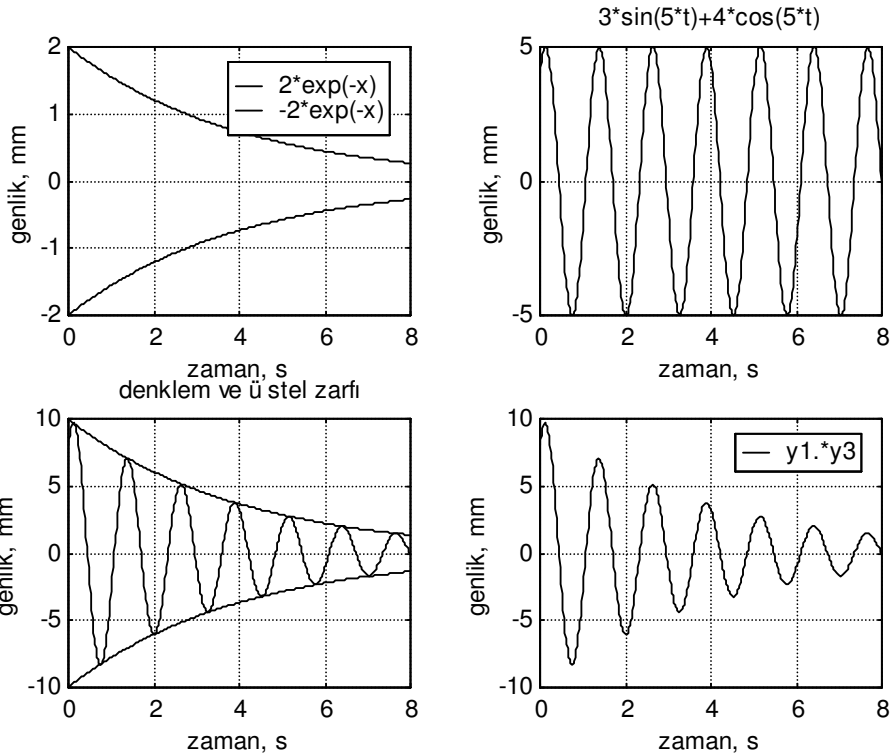 2
1
0
-1
-2
genlik, mm
2*exp(-x)
-2*exp(-x)
0 2 4 6 8
zaman, s
3*sin(5*t)+4*cos(5*t)
5
0
-5
genlik, mm
0 2 4 6 8
zaman, s
denklem ve ü stel zarfı
10
5
0
-5
-10
genlik, mm
0 2 4 6 8
zaman, s
10
5
0
-5
-10
genlik, mm
y1.*y3
0 2 4 6 8
zaman, s